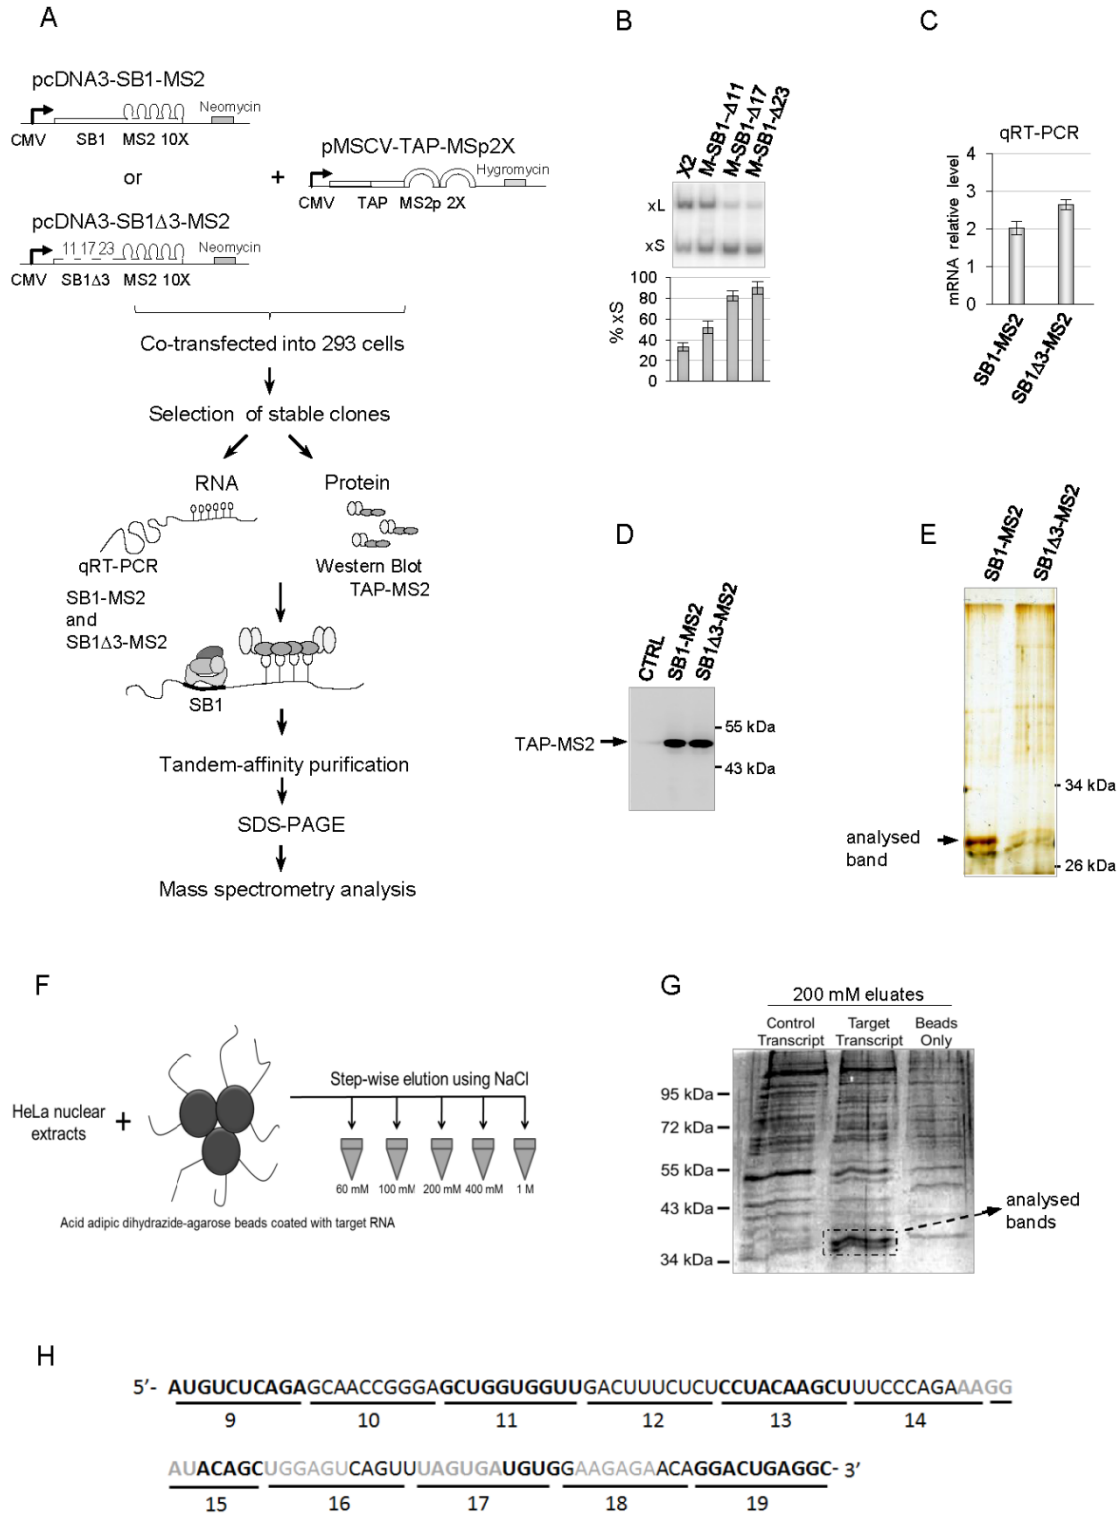 A
pcDNA3-SB1-MS2
Neomycin
CMV SB1 MS2 10X
or
+
pMSCV-TAP-MSp2X
Hygromycin
CMV TAP MS2p 2X
pcDNA3-SB1Δ3-MS2
11 17 23
Neomycin
CMV SB1Δ3 MS2 10X
Co-transfected into 293 cells
Selection of stable clones
RNA
Protein
qRT-PCR
SB1-MS2
and
SB1Δ3-MS2
Western Blot
TAP-MS2
SB1
Tandem-affinity purification
SDS-PAGE
Mass spectrometry analysis
B
X2
M-SB1-Δ11
M-SB1-Δ17
M-SB1-Δ23
xL
xS
% xS
100
80
60
40
20
0
C
qRT-PCR
mRNA relative level
4
3
2
1
0
SB1-MS2
SB1Δ3-MS2
D
CTRL
SB1-MS2
SB1Δ3-MS2
TAP-MS2
55 kDa
43 kDa
E
SB1-MS2
SB1Δ3-MS2
34 kDa
analysed
band
26 kDa
F
HeLa nuclear
extracts
+
Step-wise elution using NaCl
60 mM 100 mM 200 mM 400 mM 1 M
Acid adipic dihydrazide-agarose beads coated with target RNA
G
200 mM eluates
Control
Transcript
Target
Transcript
Beads
Only
95 kDa
72 kDa
55 kDa
43 kDa
34 kDa
analysed
bands
H
5′- AUGUCUCAGAGCAACCGGGAGCUGGUGGUUGACUUUCUCUCCUACAAGCUUUCCCAGAAAGG
9 10 11 12 13 14
AUACAGCUGGAGUCAGUUUAGUGAUGUGGAAGAGAACAGGACUGAGGC- 3′
15 16 17 18 19